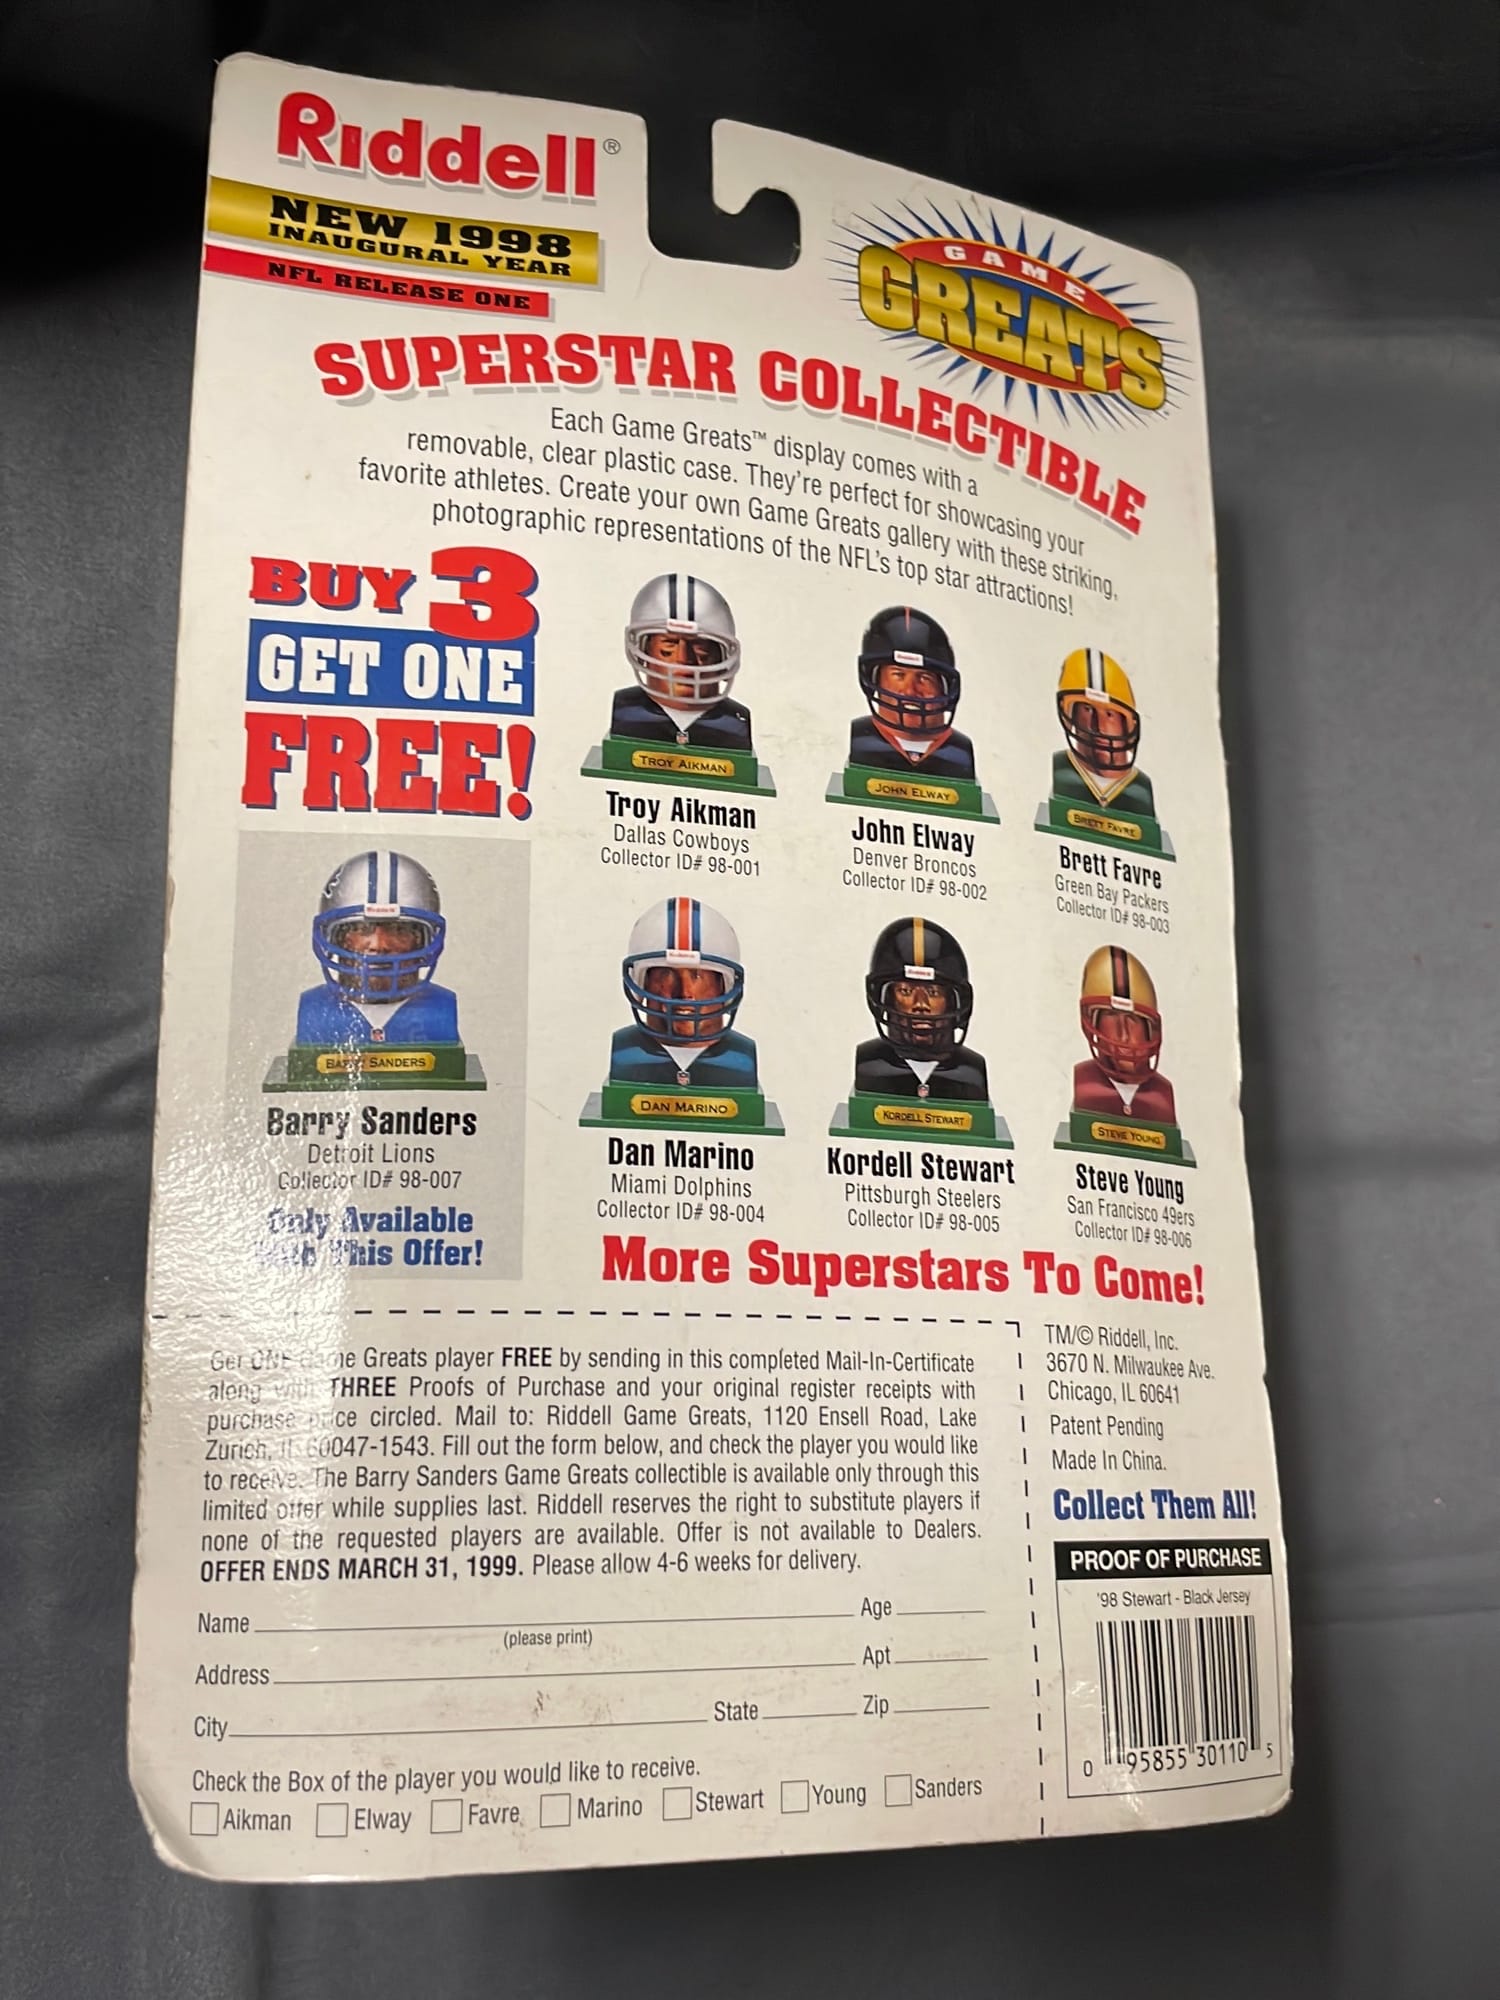 Riddell®
NEW 1998
INAUGURAL YEAR
NFL RELEASE ONE
GAME
GREATS
SUPERSTAR COLLECTIBLE
Each Game Greats™ display comes with a
removable, clear plastic case. They're perfect for showcasing your
favorite athletes. Create your own Game Greats gallery with these striking,
photographic representations of the NFL's top star attractions!
BUY 3
GET ONE
FREE!
TROY AIKMAN
Troy Aikman
Dallas Cowboys
Collector ID# 98-001
JOHN ELWAY
John Elway
Denver Broncos
Collector ID# 98-002
BRETT FAVRE
Brett Favre
Green Bay Packers
Collector ID# 98-003
Riddell
BARRY SANDERS
Barry Sanders
Detroit Lions
Collector ID# 98-007
Only Available
With This Offer!
DAN MARINO
Dan Marino
Miami Dolphins
Collector ID# 98-004
KORDELL STEWART
Kordell Stewart
Pittsburgh Steelers
Collector ID# 98-005
STEVE YOUNG
Steve Young
San Francisco 49ers
Collector ID# 98-006
More Superstars To Come!
Get ONE Game Greats player FREE by sending in this completed Mail-In-Certificate
along with THREE Proofs of Purchase and your original register receipts with
purchase price circled. Mail to: Riddell Game Greats, 1120 Ensell Road, Lake
Zurich, IL 60047-1543. Fill out the form below, and check the player you would like
to receive. The Barry Sanders Game Greats collectible is available only through this
limited offer while supplies last. Riddell reserves the right to substitute players if
none of the requested players are available. Offer is not available to Dealers.
OFFER ENDS MARCH 31, 1999. Please allow 4-6 weeks for delivery.
Name Age
(please print)
Address Apt
City State Zip
Check the Box of the player you would like to receive.
Aikman Elway Favre Marino Stewart Young Sanders
TM/© Riddell, Inc.
3670 N. Milwaukee Ave.
Chicago, IL 60641
Patent Pending
Made In China.
Collect Them All!
PROOF OF PURCHASE
'98 Stewart - Black Jersey
0 95855 30110 5